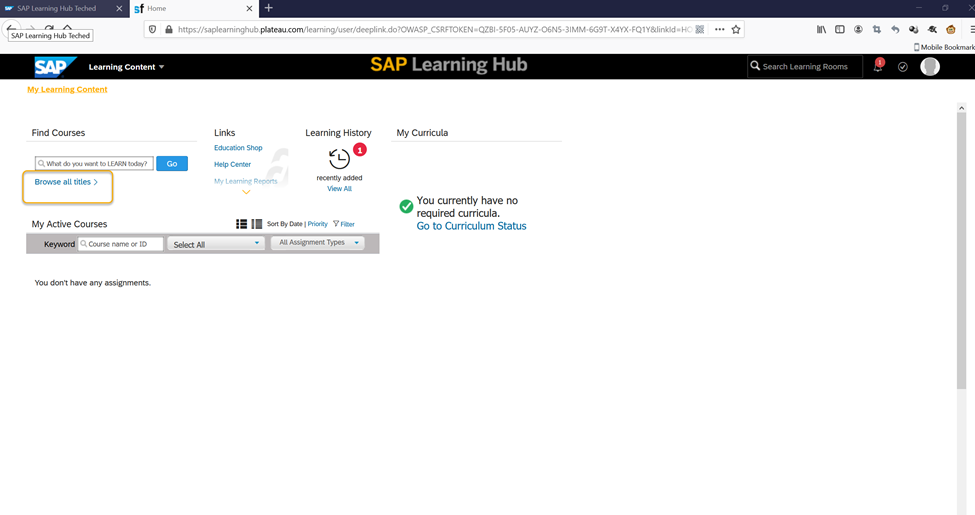 SAP Learning Hub Teched
Home
SAP Learning Hub Teched
https://saplearninghub.plateau.com/learning/user/deeplink.do?OWASP_CSRFTOKEN=QZBI-5F05-AUYZ-O6N5-3IMM-6G9T-X4YX-FQ1Y&linkId=HO
Mobile Bookmark
SAP
Learning Content
SAP Learning Hub
Search Learning Rooms
1
My Learning Content
Find Courses
What do you want to LEARN today?
Go
Browse all titles >
Links
Education Shop
Help Center
My Learning Reports
Learning History
1
recently added
View All
My Curricula
You currently have no
required curricula.
Go to Curriculum Status
My Active Courses
Sort By Date | Priority Filter
Keyword Course name or ID Select All All Assignment Types
You don't have any assignments.